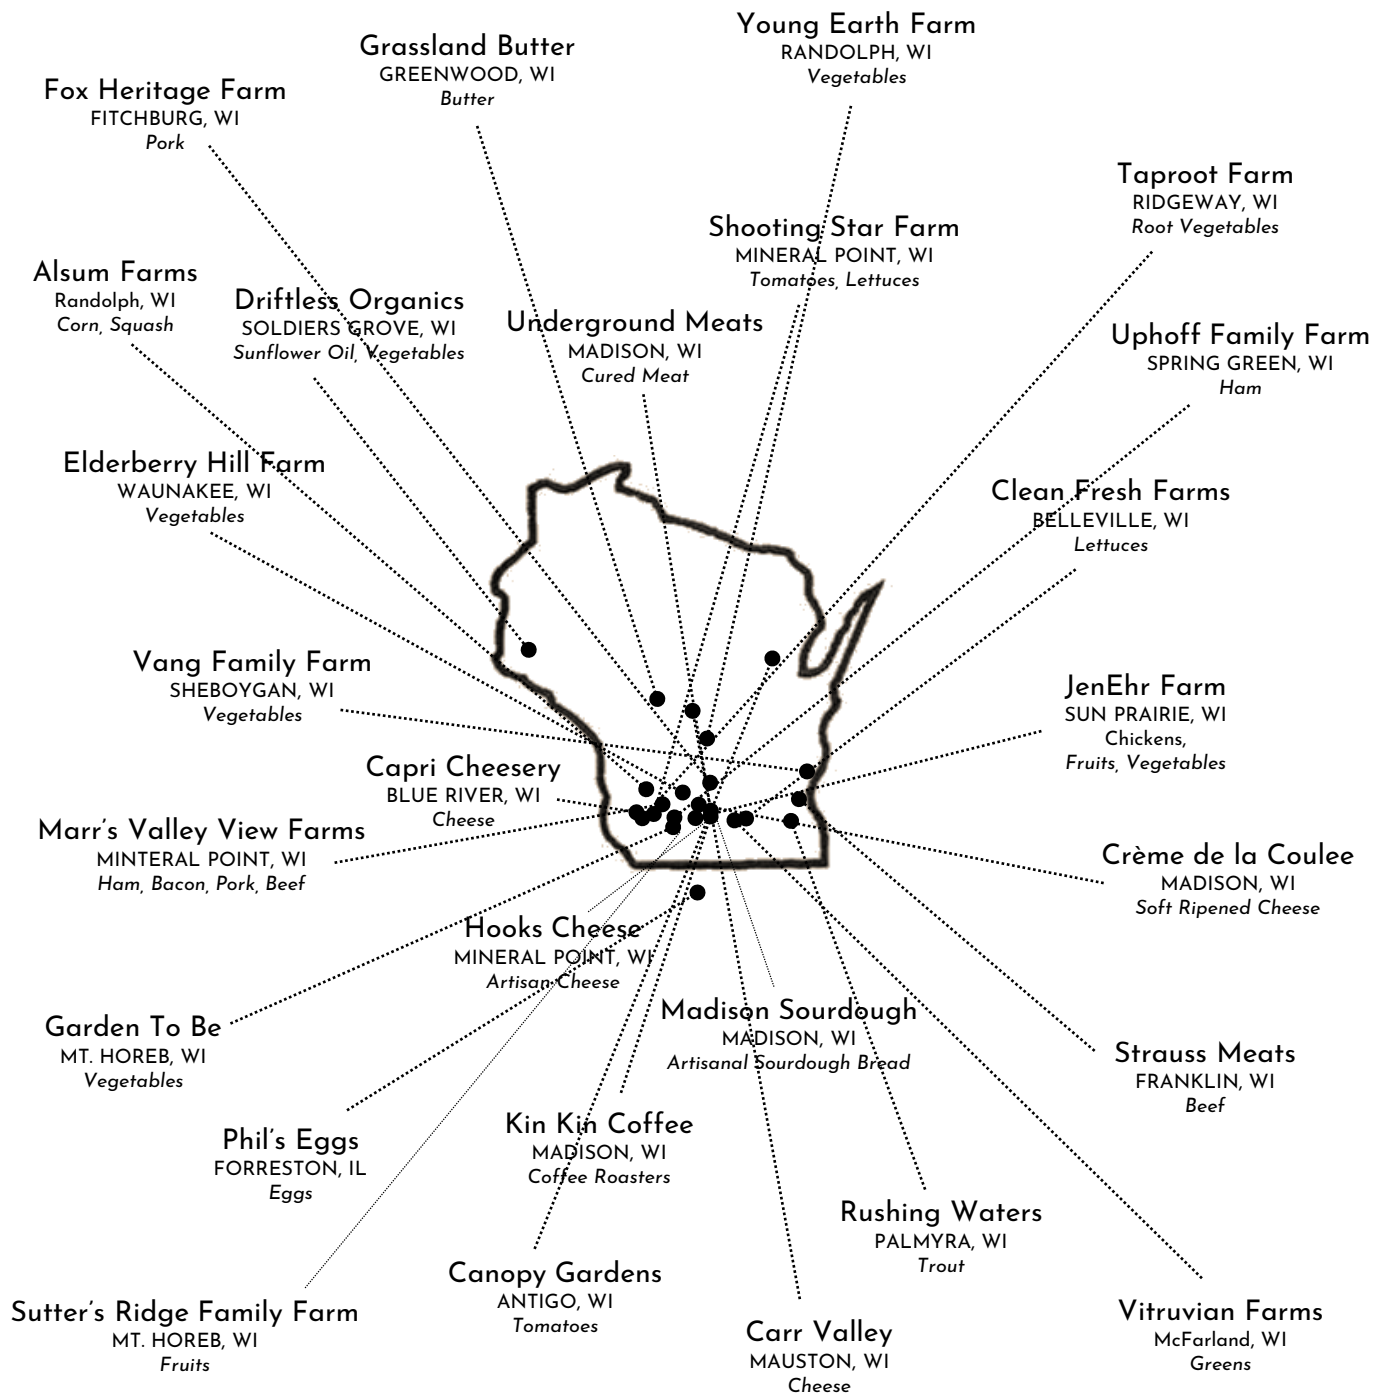 Young Earth Farm
RANDOLPH, WI
Vegetables
Grassland Butter
GREENWOOD, WI
Butter
Fox Heritage Farm
FITCHBURG, WI
Pork
Taproot Farm
RIDGEWAY, WI
Root Vegetables
Shooting Star Farm
MINERAL POINT, WI
Tomatoes, Lettuces
Alsum Farms
Randolph, WI
Corn, Squash
Driftless Organics
SOLDIERS GROVE, WI
Sunflower Oil, Vegetables
Underground Meats
MADISON, WI
Cured Meat
Uphoff Family Farm
SPRING GREEN, WI
Ham
Elderberry Hill Farm
WAUNAKEE, WI
Vegetables
Clean Fresh Farms
BELLEVILLE, WI
Lettuces
Vang Family Farm
SHEBOYGAN, WI
Vegetables
JenEhr Farm
SUN PRAIRIE, WI
Chickens,
Fruits, Vegetables
Capri Cheesery
BLUE RIVER, WI
Cheese
Marr's Valley View Farms
MINTERAL POINT, WI
Ham, Bacon, Pork, Beef
Crème de la Coulee
MADISON, WI
Soft Ripened Cheese
Hooks Cheese
MINERAL POINT, WI
Artisan Cheese
Madison Sourdough
MADISON, WI
Artisanal Sourdough Bread
Garden To Be
MT. HOREB, WI
Vegetables
Strauss Meats
FRANKLIN, WI
Beef
Phil's Eggs
FORRESTON, IL
Eggs
Kin Kin Coffee
MADISON, WI
Coffee Roasters
Rushing Waters
PALMYRA, WI
Trout
Canopy Gardens
ANTIGO, WI
Tomatoes
Sutter's Ridge Family Farm
MT. HOREB, WI
Fruits
Carr Valley
MAUSTON, WI
Cheese
Vitruvian Farms
McFarland, WI
Greens